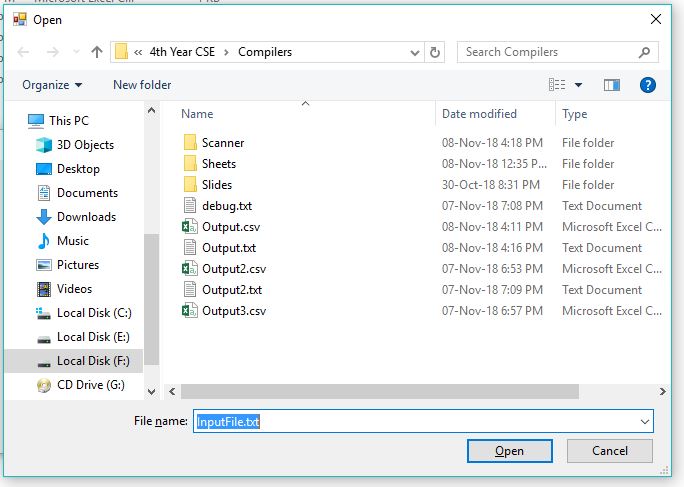 Open
4th Year CSE Compilers Search Compilers
Organize New folder
This PC
3D Objects
Desktop
Documents
Downloads
Music
Pictures
Videos
Local Disk (C:)
Local Disk (E:)
Local Disk (F:)
CD Drive (G:)
Name Date modified Type
Scanner 08-Nov-18 4:18 PM File folder
Sheets 08-Nov-18 12:35 P... File folder
Slides 30-Oct-18 8:31 PM File folder
debug.txt 07-Nov-18 7:08 PM Text Document
Output.csv 08-Nov-18 4:11 PM Microsoft Excel C...
Output.txt 08-Nov-18 4:16 PM Text Document
Output2.csv 07-Nov-18 6:53 PM Microsoft Excel C...
Output2.txt 07-Nov-18 7:09 PM Text Document
Output3.csv 07-Nov-18 6:57 PM Microsoft Excel C...
File name: InputFile.txt
Open Cancel